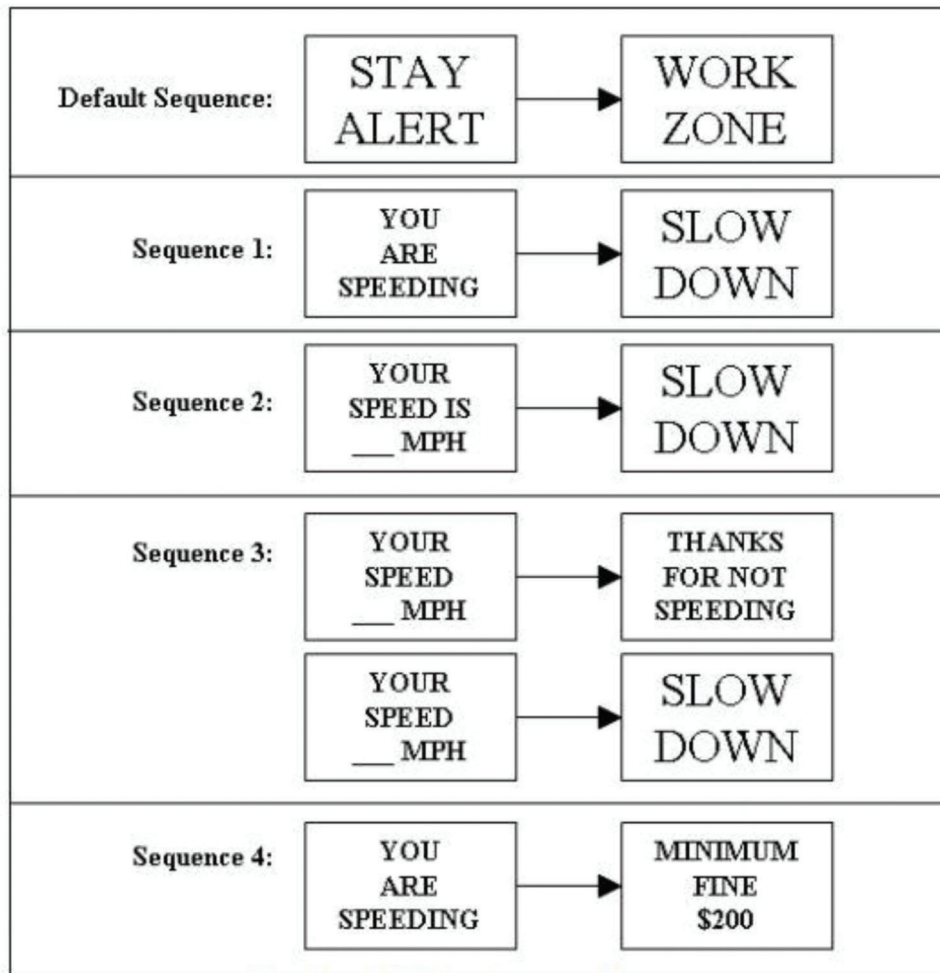 Default Sequence:
STAY
ALERT
WORK
ZONE
Sequence 1:
YOU
ARE
SPEEDING
SLOW
DOWN
Sequence 2:
YOUR
SPEED IS
___ MPH
SLOW
DOWN
Sequence 3:
YOUR
SPEED
___ MPH
THANKS
FOR NOT
SPEEDING
YOUR
SPEED
___ MPH
SLOW
DOWN
Sequence 4:
YOU
ARE
SPEEDING
MINIMUM
FINE
$200